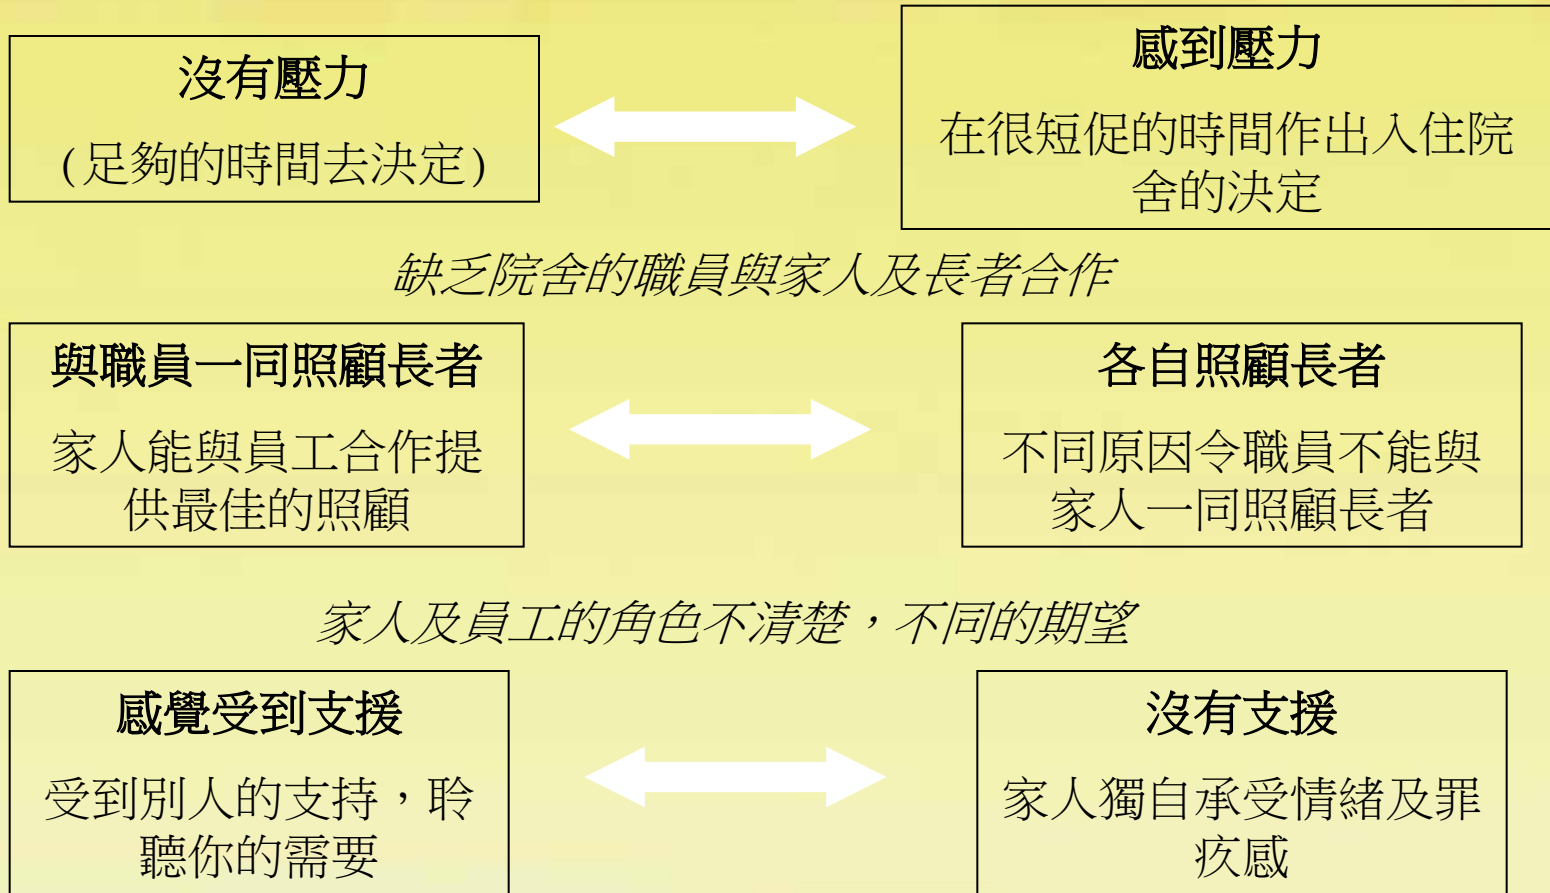 沒有壓力
(足夠的時間去決定)
感到壓力
在很短促的時間作出入住院
舍的決定
缺乏院舍的職員與家人及長者合作
與職員一同照顧長者
家人能與員工合作提
供最佳的照顧
各自照顧長者
不同原因令職員不能與
家人一同照顧長者
家人及員工的角色不清楚，不同的期望
感覺受到支援
受到別人的支持，聆
聽你的需要
沒有支援
家人獨自承受情緒及罪
疚感